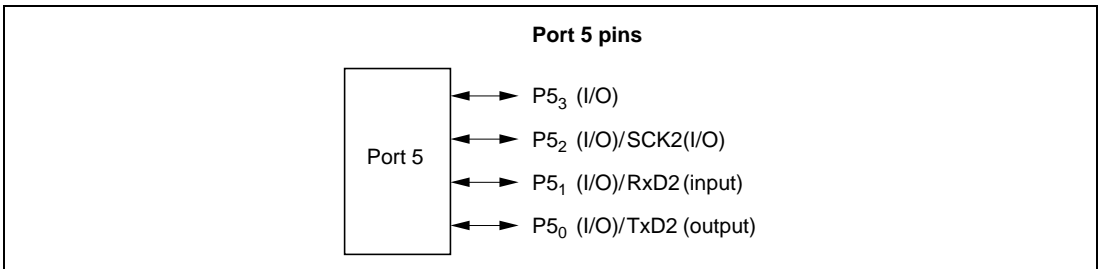 Port 5 pins
P5₃ (I/O)
P5₂ (I/O)/SCK2(I/O)
Port 5
P5₁ (I/O)/RxD2 (input)
P5₀ (I/O)/TxD2 (output)